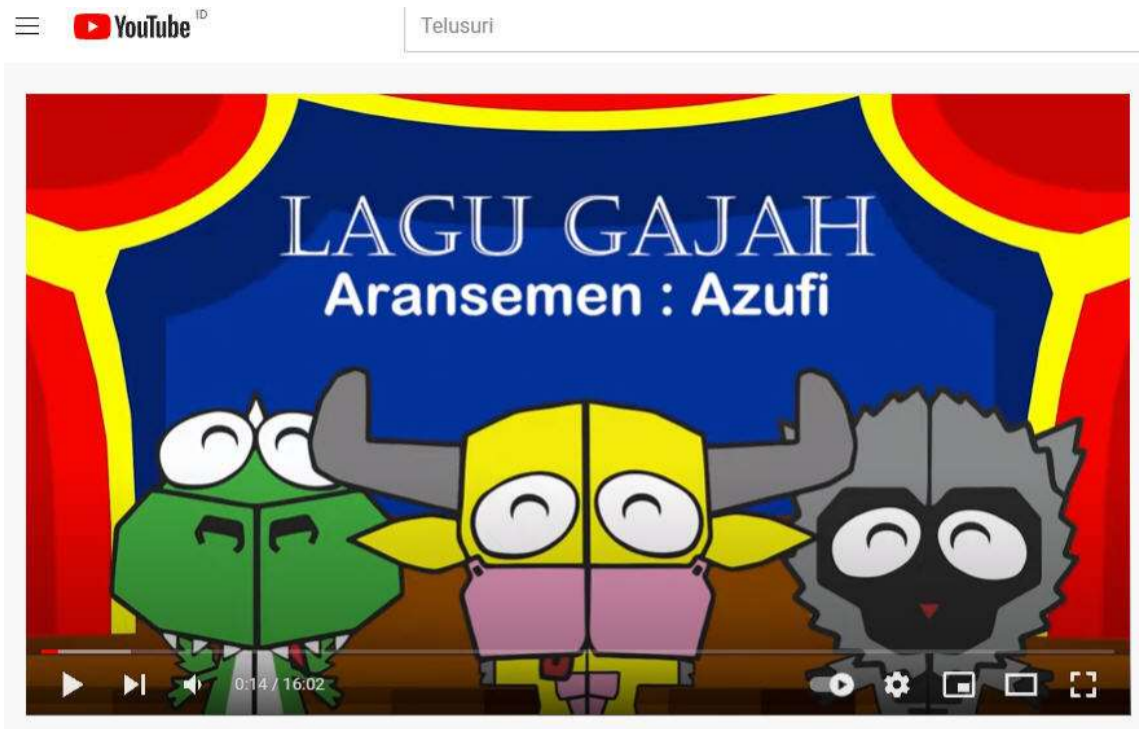 YouTube ID
Telusuri
LAGU GAJAH
Aransemen : Azufi
0:14 / 16:02